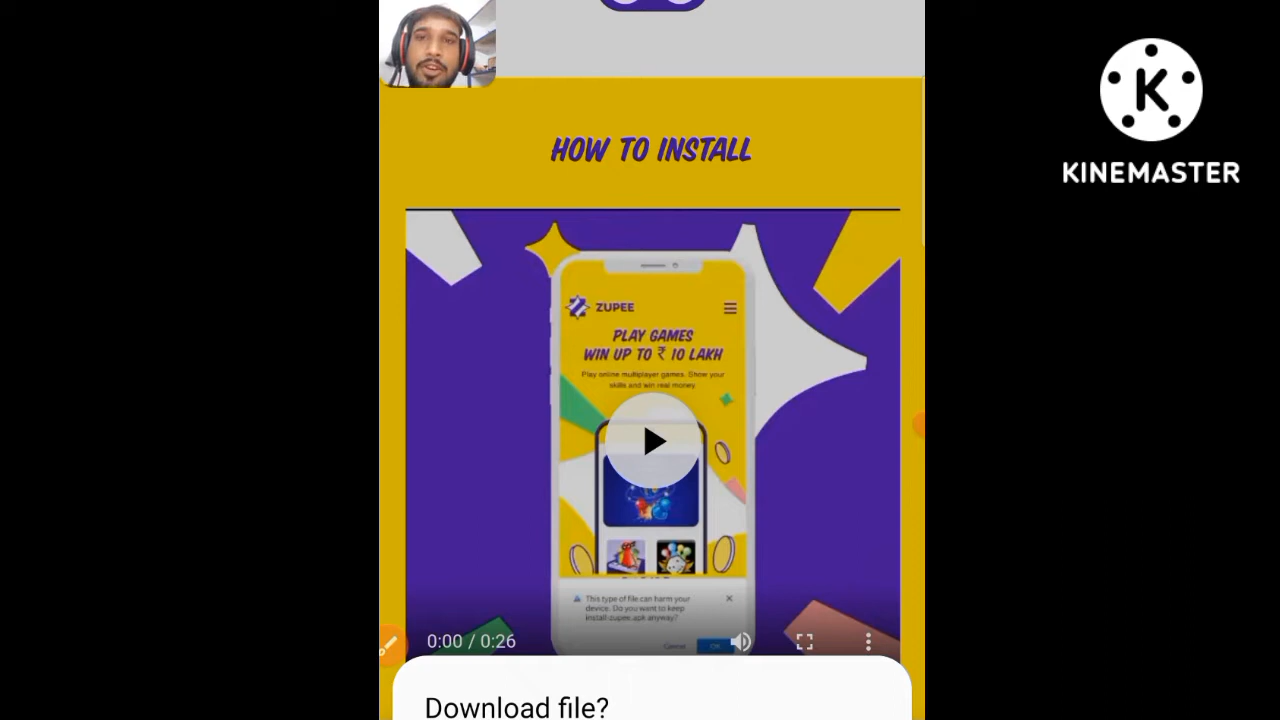 HOW TO INSTALL
ZUPEE
PLAY GAMES
WIN UP TO ₹ 10 LAKH
Play online multiplayer games. Show your
skills and win real money.
This type of file can harm your
device. Do you want to keep
install-zupee.apk anyway?
Cancel
OK
0:00 / 0:26
Download file?
K
KINEMASTER